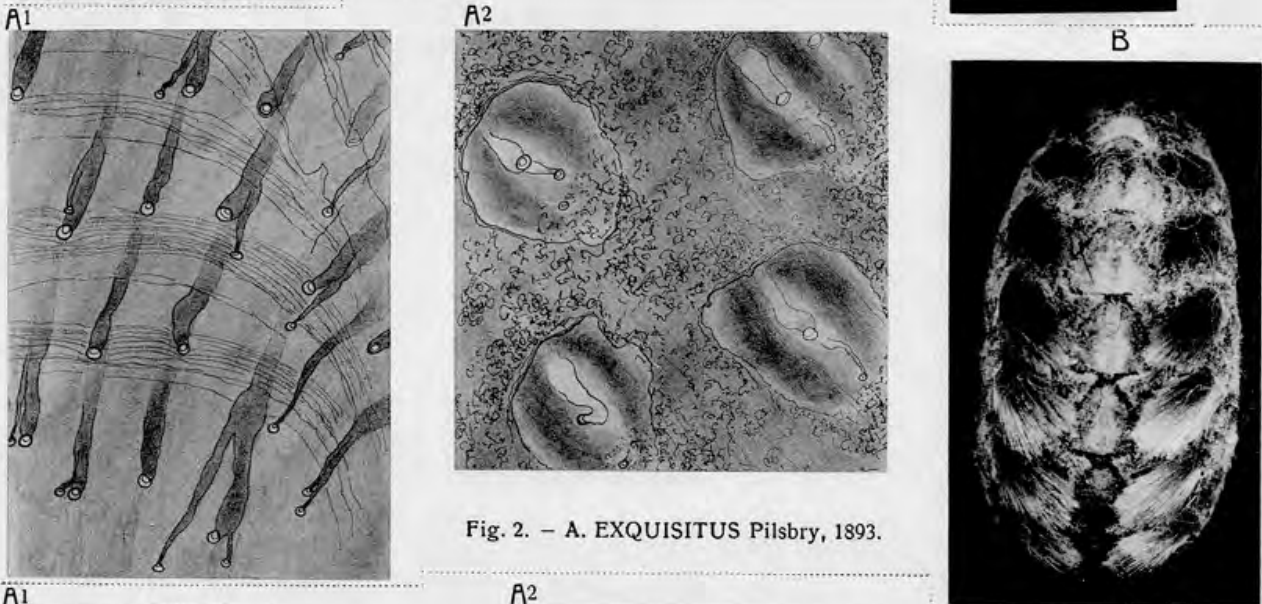 A1
A2
B
Fig. 2. – A. EXQUISITUS Pilsbry, 1893.
A1
A2